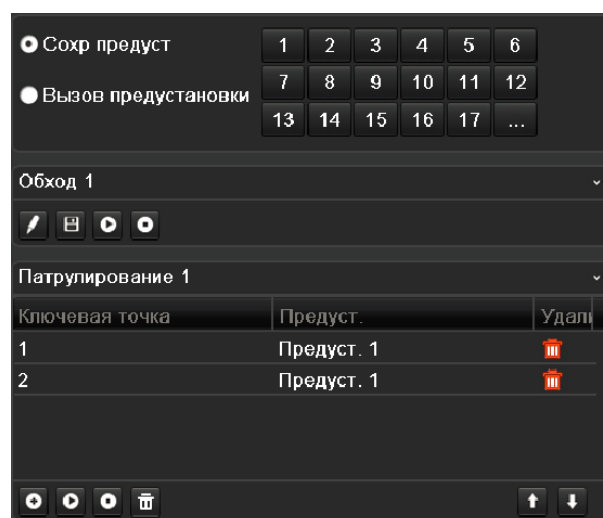 Сохр предуст
1 2 3 4 5 6
Вызов предустановки
7 8 9 10 11 12
13 14 15 16 17 ...
Обход 1
Патрулирование 1
Ключевая точка Предуст. Удали
1 Предуст. 1
2 Предуст. 1